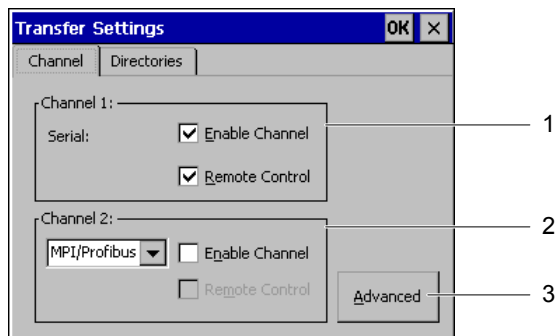 Transfer Settings OK ×
Channel Directories
Channel 1:
Serial: Enable Channel
Remote Control
1
Channel 2:
MPI/Profibus Enable Channel
Remote Control
2
Advanced
3